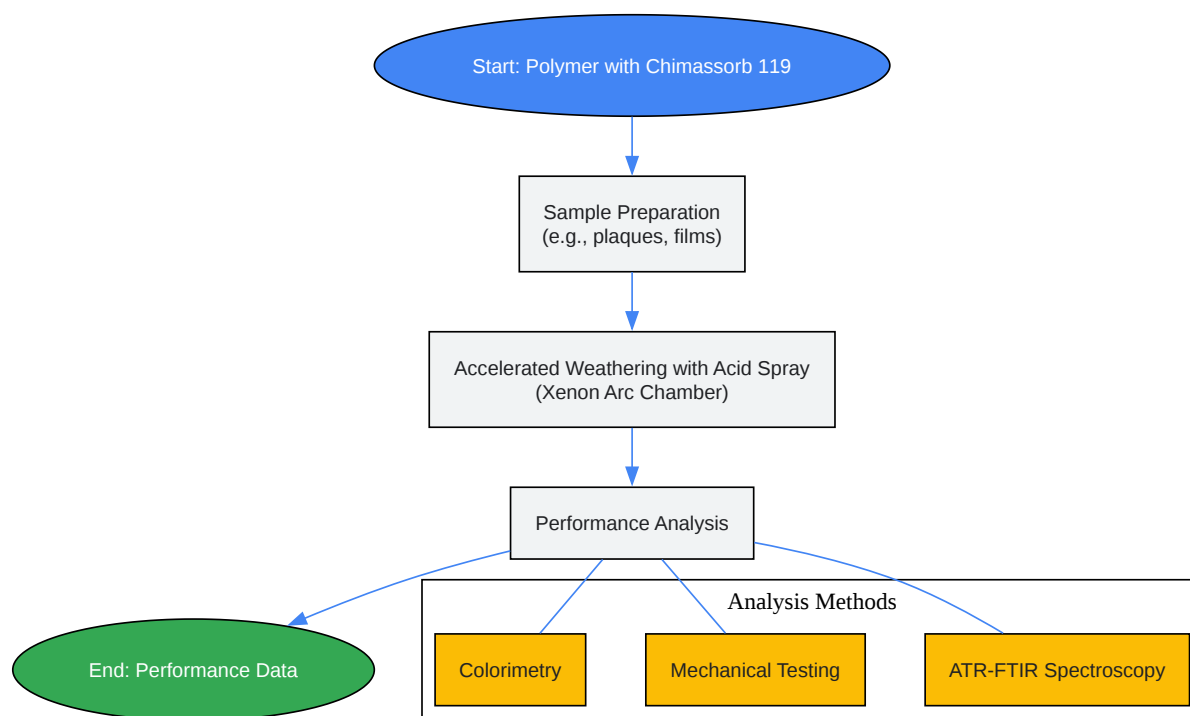 Start: Polymer with Chimassorb 119
Sample Preparation
(e.g., plaques, films)
Accelerated Weathering with Acid Spray
(Xenon Arc Chamber)
Performance Analysis
Analysis Methods
End: Performance Data
Colorimetry
Mechanical Testing
ATR-FTIR Spectroscopy